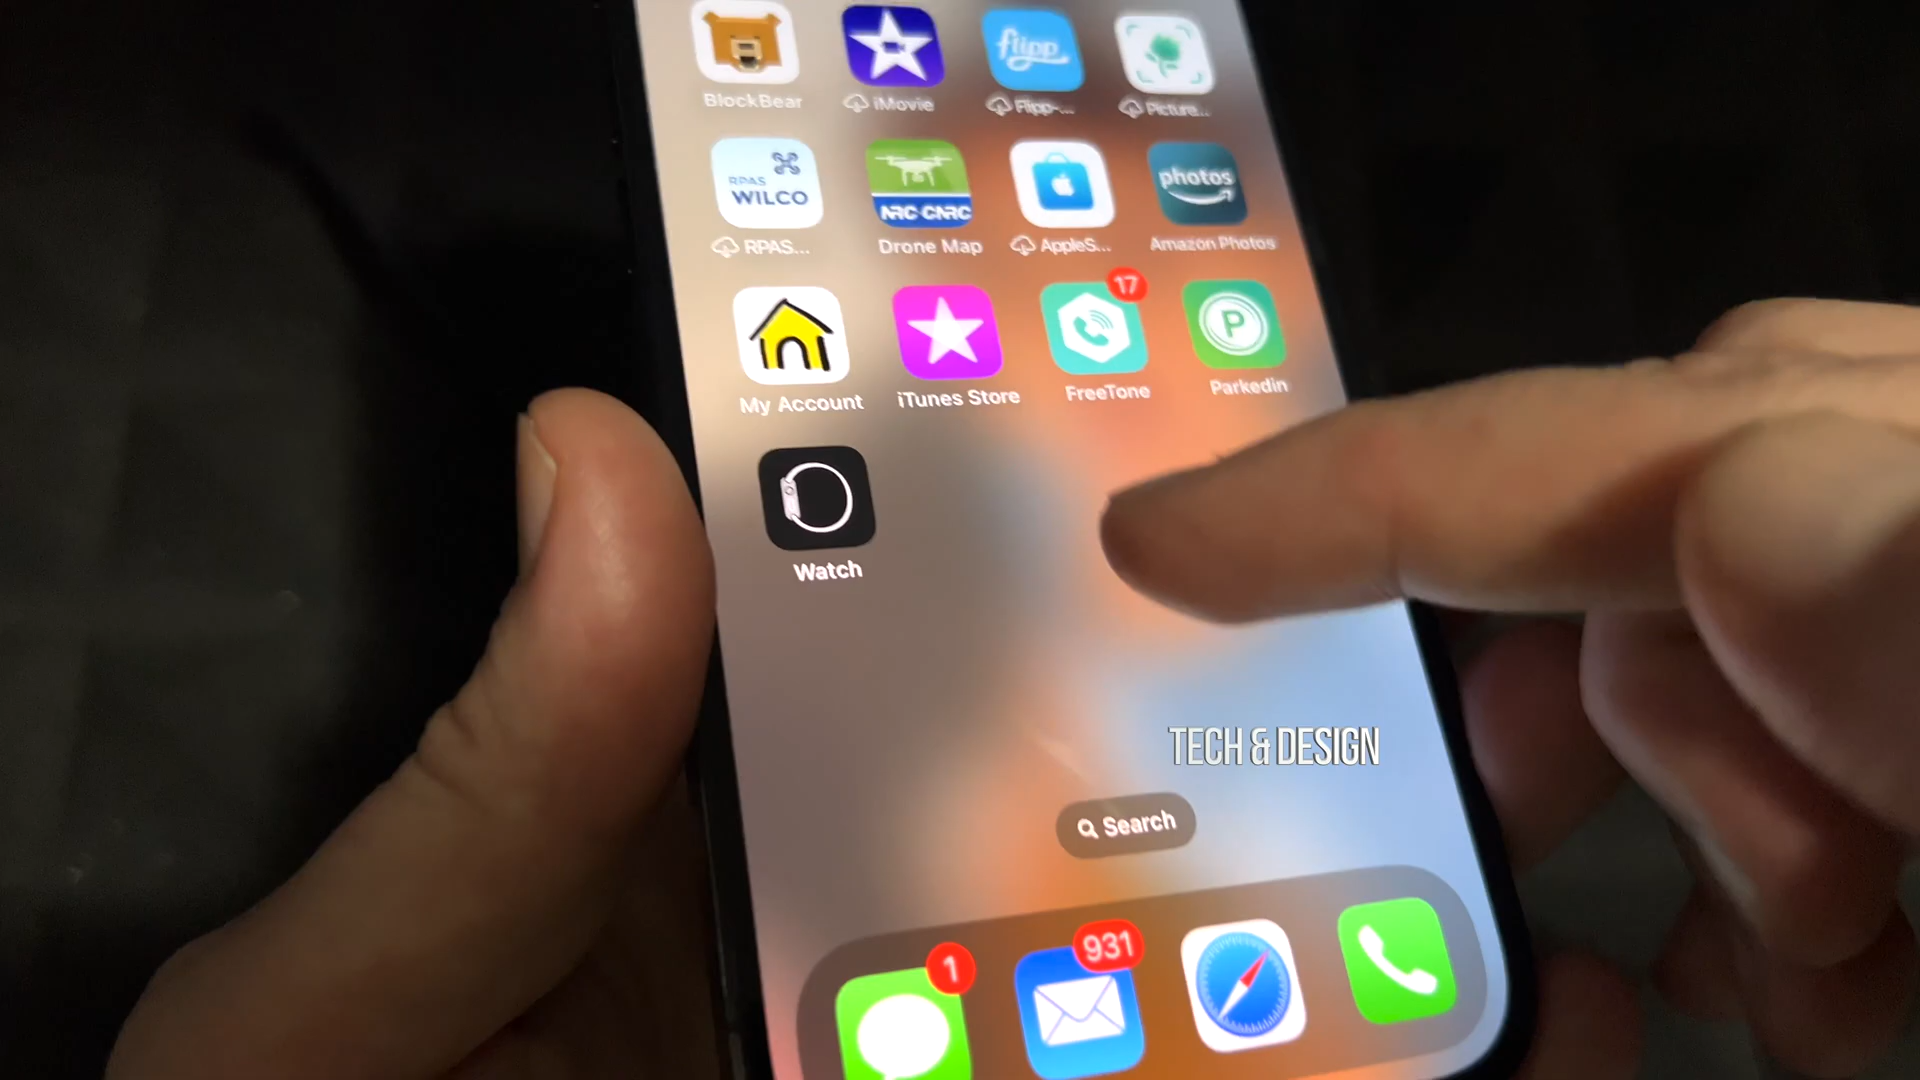 BlockBear
iMovie
flipp
Flipp-...
Picture...
RPAS
WILCO
RPAS...
NRC·CNRC
Drone Map
AppleS...
photos
Amazon Photos
My Account
iTunes Store
17
FreeTone
P
Parkedin
Watch
TECH & DESIGN
Search
1
931